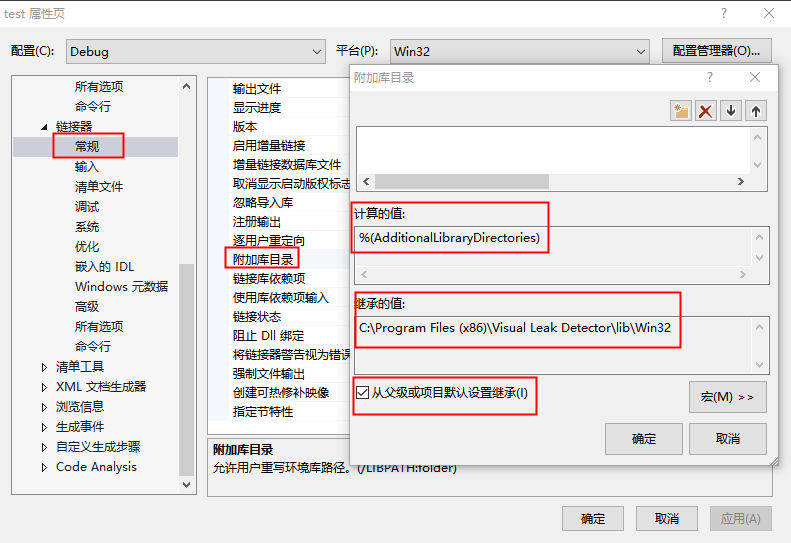 test 属性页
配置(C):
Debug
平台(P):
Win32
配置管理器(O)...
所有选项
命令行
链接器
常规
输入
清单文件
调试
系统
优化
嵌入的 IDL
Windows 元数据
高级
所有选项
命令行
清单工具
XML 文档生成器
浏览信息
生成事件
自定义生成步骤
Code Analysis
输出文件
显示进度
版本
启用增量链接
增量链接数据库文件
取消显示启动版权标志
忽略导入库
注册输出
逐用户重定向
附加库目录
链接库依赖项
使用库依赖项输入
链接状态
阻止 Dll 绑定
将链接器警告视为错误
强制文件输出
创建可热修补映像
指定节特性
附加库目录
允许用户重写环境库路径。(/LIBPATH:folder)
附加库目录
计算的值:
%(AdditionalLibraryDirectories)
继承的值:
C:\Program Files (x86)\Visual Leak Detector\lib\Win32
从父级或项目默认设置继承(I)
宏(M) >>
确定
取消
确定
取消
应用(A)